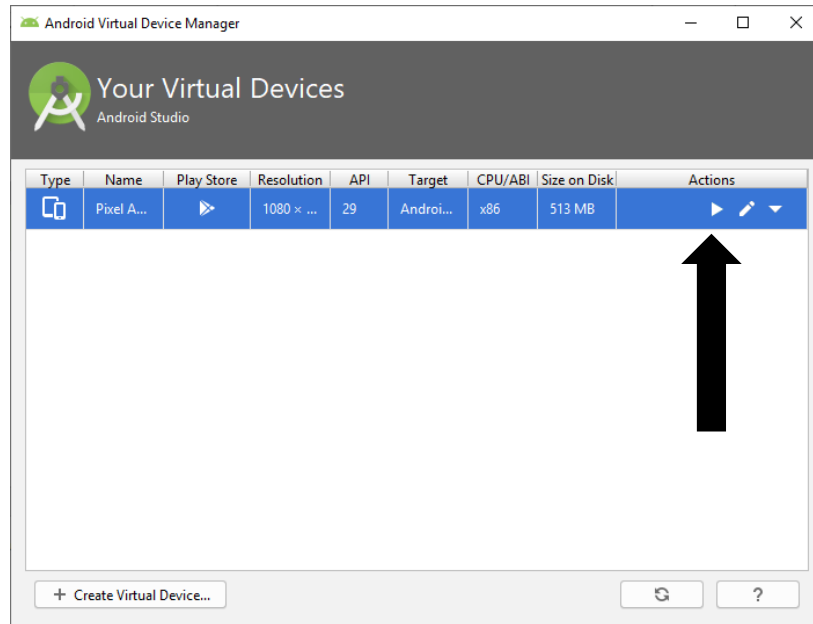 Android Virtual Device Manager
Your Virtual Devices
Android Studio
Type Name Play Store Resolution API Target CPU/ABI Size on Disk Actions
Pixel A... 1080 × ... 29 Androi... x86 513 MB
+ Create Virtual Device... ?